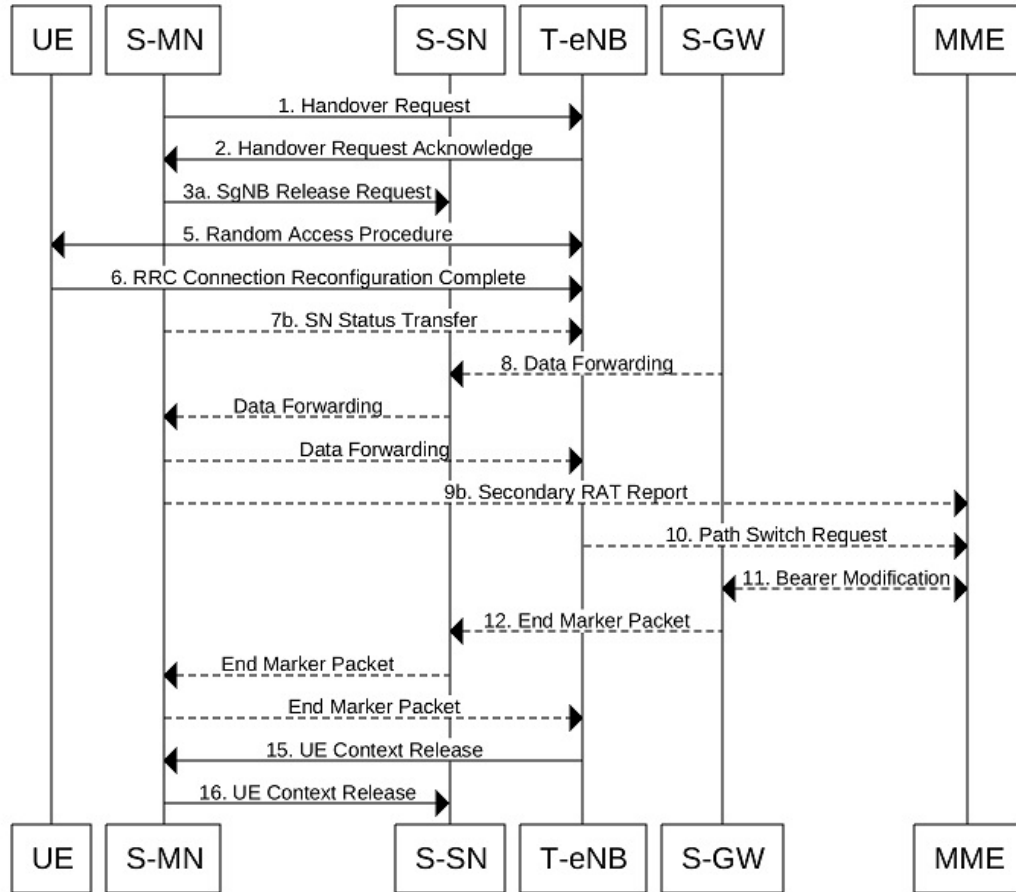 UE S-MN S-SN T-eNB S-GW MME
1. Handover Request
2. Handover Request Acknowledge
3a. SgNB Release Request
5. Random Access Procedure
6. RRC Connection Reconfiguration Complete
7b. SN Status Transfer
8. Data Forwarding
Data Forwarding
Data Forwarding
9b. Secondary RAT Report
10. Path Switch Request
11. Bearer Modification
12. End Marker Packet
End Marker Packet
End Marker Packet
15. UE Context Release
16. UE Context Release
UE S-MN S-SN T-eNB S-GW MME